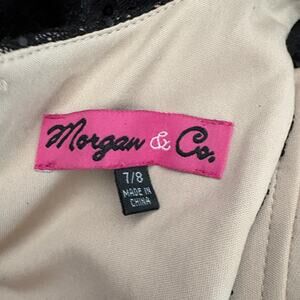 Morgan & Co.
7/8
MADE IN
CHINA